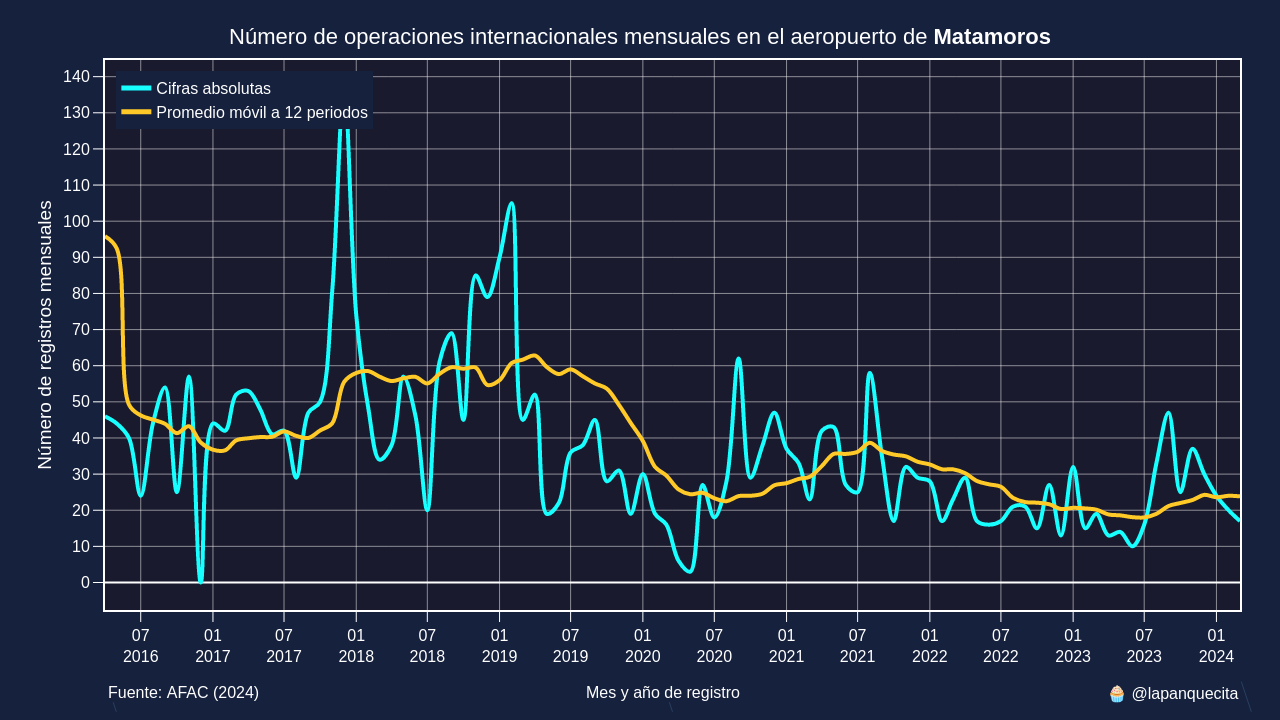 Número de operaciones internacionales mensuales en el aeropuerto de Matamoros
Cifras absolutas
Promedio móvil a 12 periodos
Número de registros mensuales
140
130
120
110
100
90
80
70
60
50
40
30
20
10
0
07 01 07 01 07 01 07 01 07 01 07 01 07 01 07 01
2016 2017 2017 2018 2018 2019 2019 2020 2020 2021 2021 2022 2022 2023 2023 2024
Fuente: AFAC (2024)
Mes y año de registro
🧁 @lapanquecita